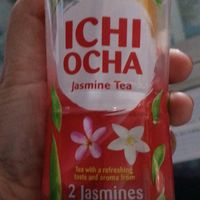 ICHI
OCHA
Jasmine Tea
Tea with a refreshing
taste and aroma from
2 Jasmines